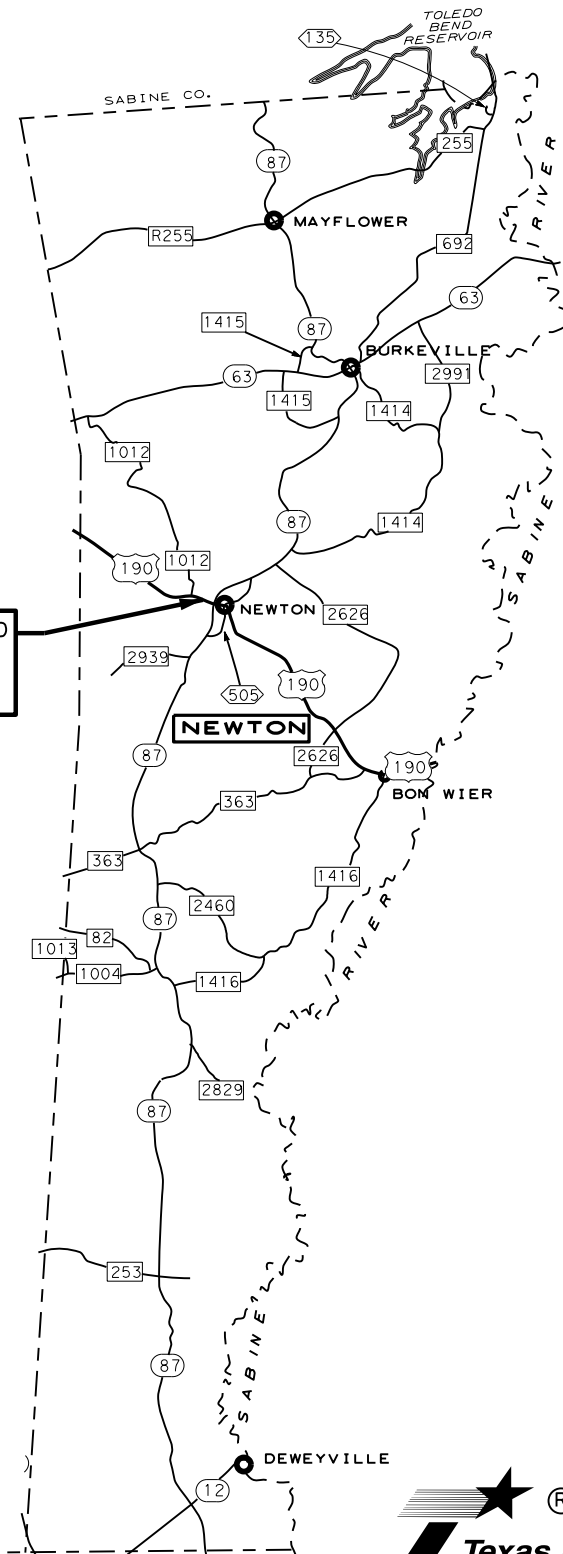 TOLEDO
BEND
RESERVOIR
135
SABINE CO.
255
RIVER
87
MAYFLOWER
R255
692
63
1415
87
BURKEVILLE
63
2991
1415
1414
1012
87
1414
SABINE
1012
190
0
NEWTON
2626
2939
505
190
NEWTON
87
2626
190
BON WIER
363
363
1416
2460
87
82
RIVER
1013
1004
1416
2829
87
253
87
SABINE
DEWEYVILLE
12
®
Texas